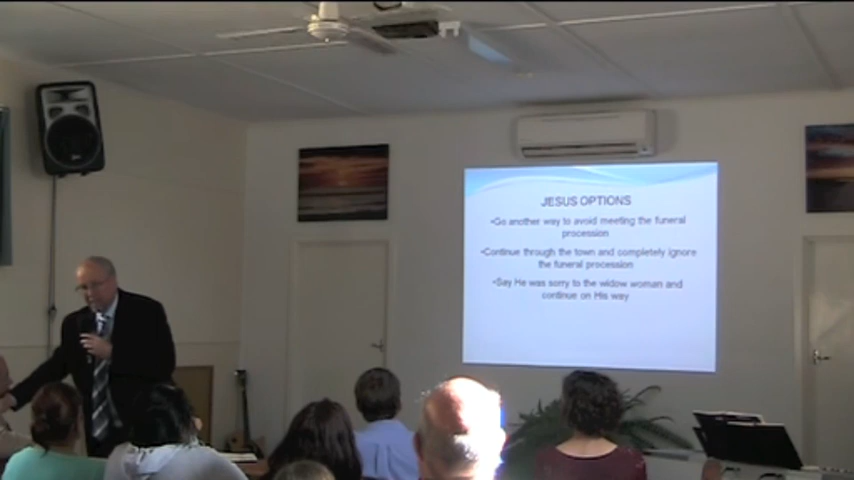 JESUS OPTIONS
•Go another way to avoid meeting the funeral
procession
•Continue through the town and completely ignore
the funeral procession
•Say He was sorry to the widow woman and
continue on His way